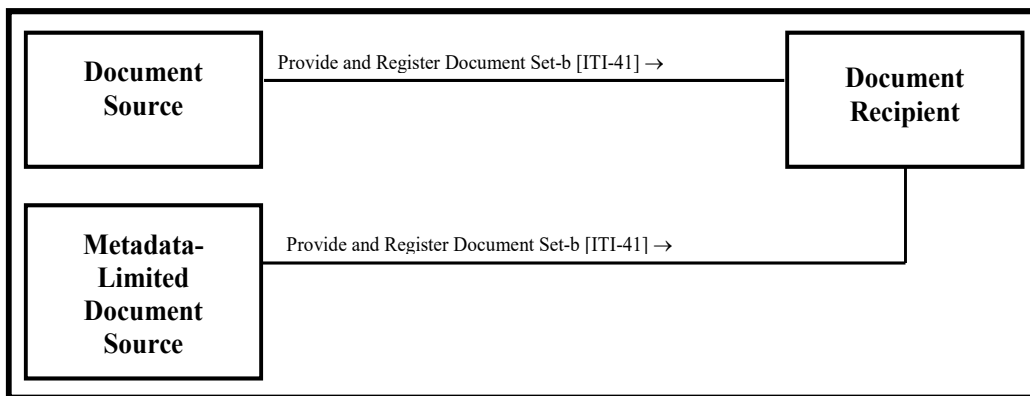 Document
Source
Provide and Register Document Set-b [ITI-41] →
Document
Recipient
Metadata-
Limited
Document
Source
Provide and Register Document Set-b [ITI-41] →